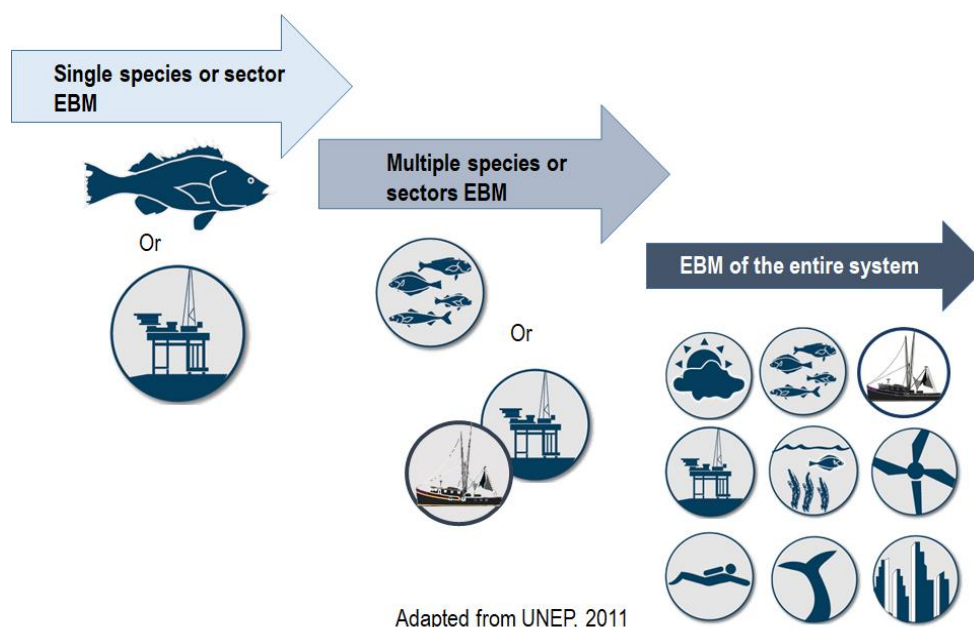 Single species or sector
EBM
Or
Multiple species or
sectors EBM
Or
EBM of the entire system
Adapted from UNEP, 2011